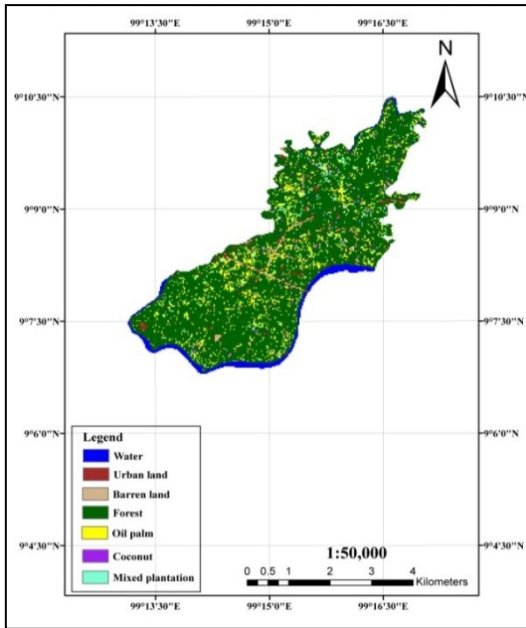 99°13'30"E 99°15'0"E 99°16'30"E
N
9°10'30"N 9°10'30"N
9°9'0"N 9°9'0"N
9°7'30"N 9°7'30"N
9°6'0"N 9°6'0"N
Legend
Water
Urban land
Barren land
Forest
Oil palm
Coconut
Mixed plantation
9°4'30"N 9°4'30"N
1:50,000
0 0.5 1 2 3 4
Kilometers
99°13'30"E 99°15'0"E 99°16'30"E